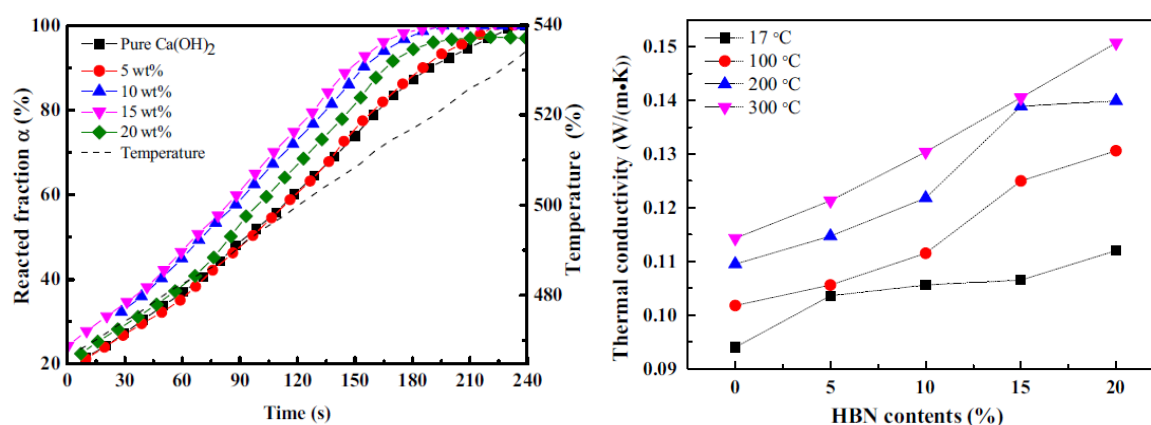 100
80
60
40
20
Reacted fraction α (%)
Pure Ca(OH)2
5 wt%
10 wt%
15 wt%
20 wt%
Temperature
540
520
500
480
Temperature (%)
0 30 60 90 120 150 180 210 240
Time (s)
0.15
0.14
0.13
0.12
0.11
0.10
0.09
Thermal conductivity (W/(m•K))
17 °C
100 °C
200 °C
300 °C
0 5 10 15 20
HBN contents (%)